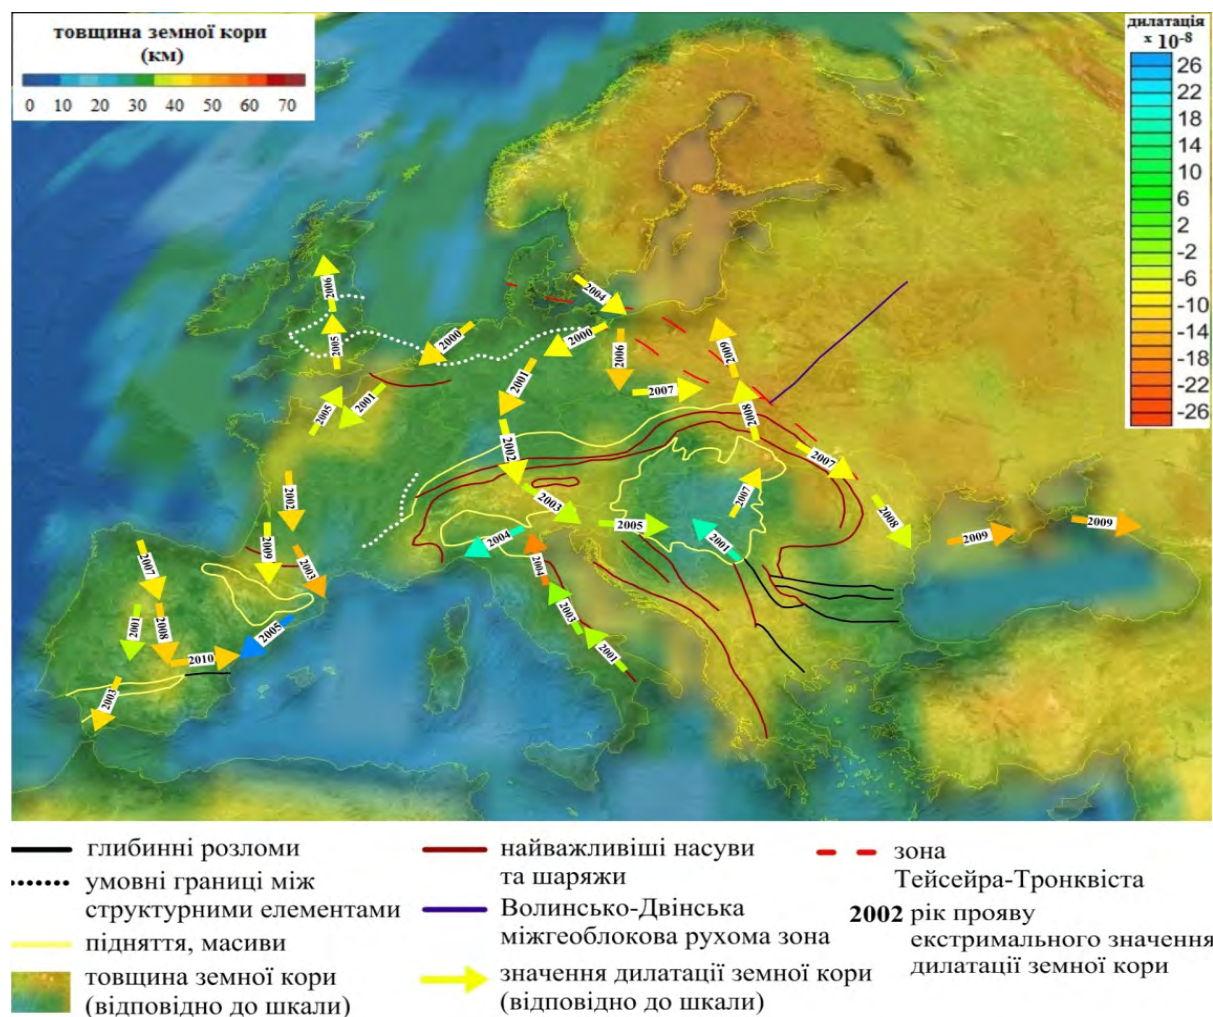 товщина земної кори
(км)
0 10 20 30 40 50 60 70
дилатація
x 10⁻⁸
26
22
18
14
10
6
2
-2
-6
-10
-14
-18
-22
-26
2006
2005
2005
2001
2000
2004
2000
2001
2006
2007
2009
2008
2002
2002
2003
2005
2007
2007
2008
2009
2009
2009
2003
2004
2004
2001
2003
2001
2007
2001
2008
2005
2010
2003
глибинні розломи
умовні границі між
структурними елементами
підняття, масиви
товщина земної кори
(відповідно до шкали)
найважливіші насуви
та шаряжи
Волинсько-Двінська
міжгеоблокова рухома зона
значення дилатації земної кори
(відповідно до шкали)
зона
Тейсейра-Тронквіста
2002 рік прояву
екстримального значення
дилатації земної кори